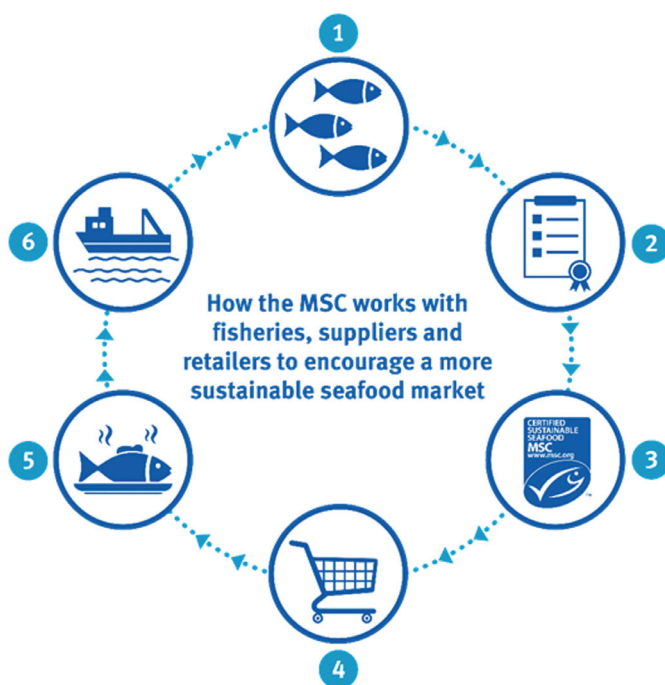 1
2
6
How the MSC works with
fisheries, suppliers and
retailers to encourage a more
sustainable seafood market
CERTIFIED
SUSTAINABLE
SEAFOOD
MSC
www.msc.org
TM
5
3
4